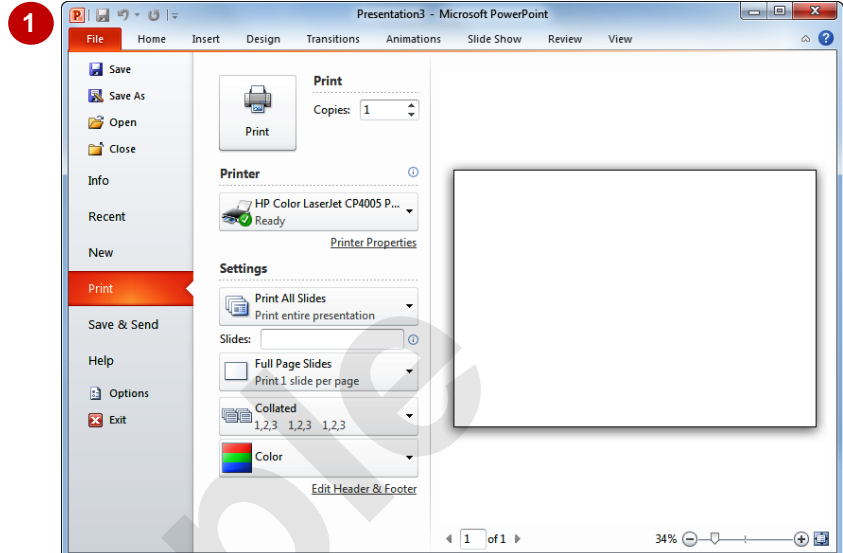 1
Presentation3 - Microsoft PowerPoint
File Home Insert Design Transitions Animations Slide Show Review View
Save
Save As
Open
Close
Info
Recent
New
Print
Save & Send
Help
Options
Exit
Print
Print
Copies: 1
Printer
HP Color LaserJet CP4005 P...
Ready
Printer Properties
Settings
Print All Slides
Print entire presentation
Slides:
Full Page Slides
Print 1 slide per page
Collated
1,2,3 1,2,3 1,2,3
Color
Edit Header & Footer
1 of 1
34%